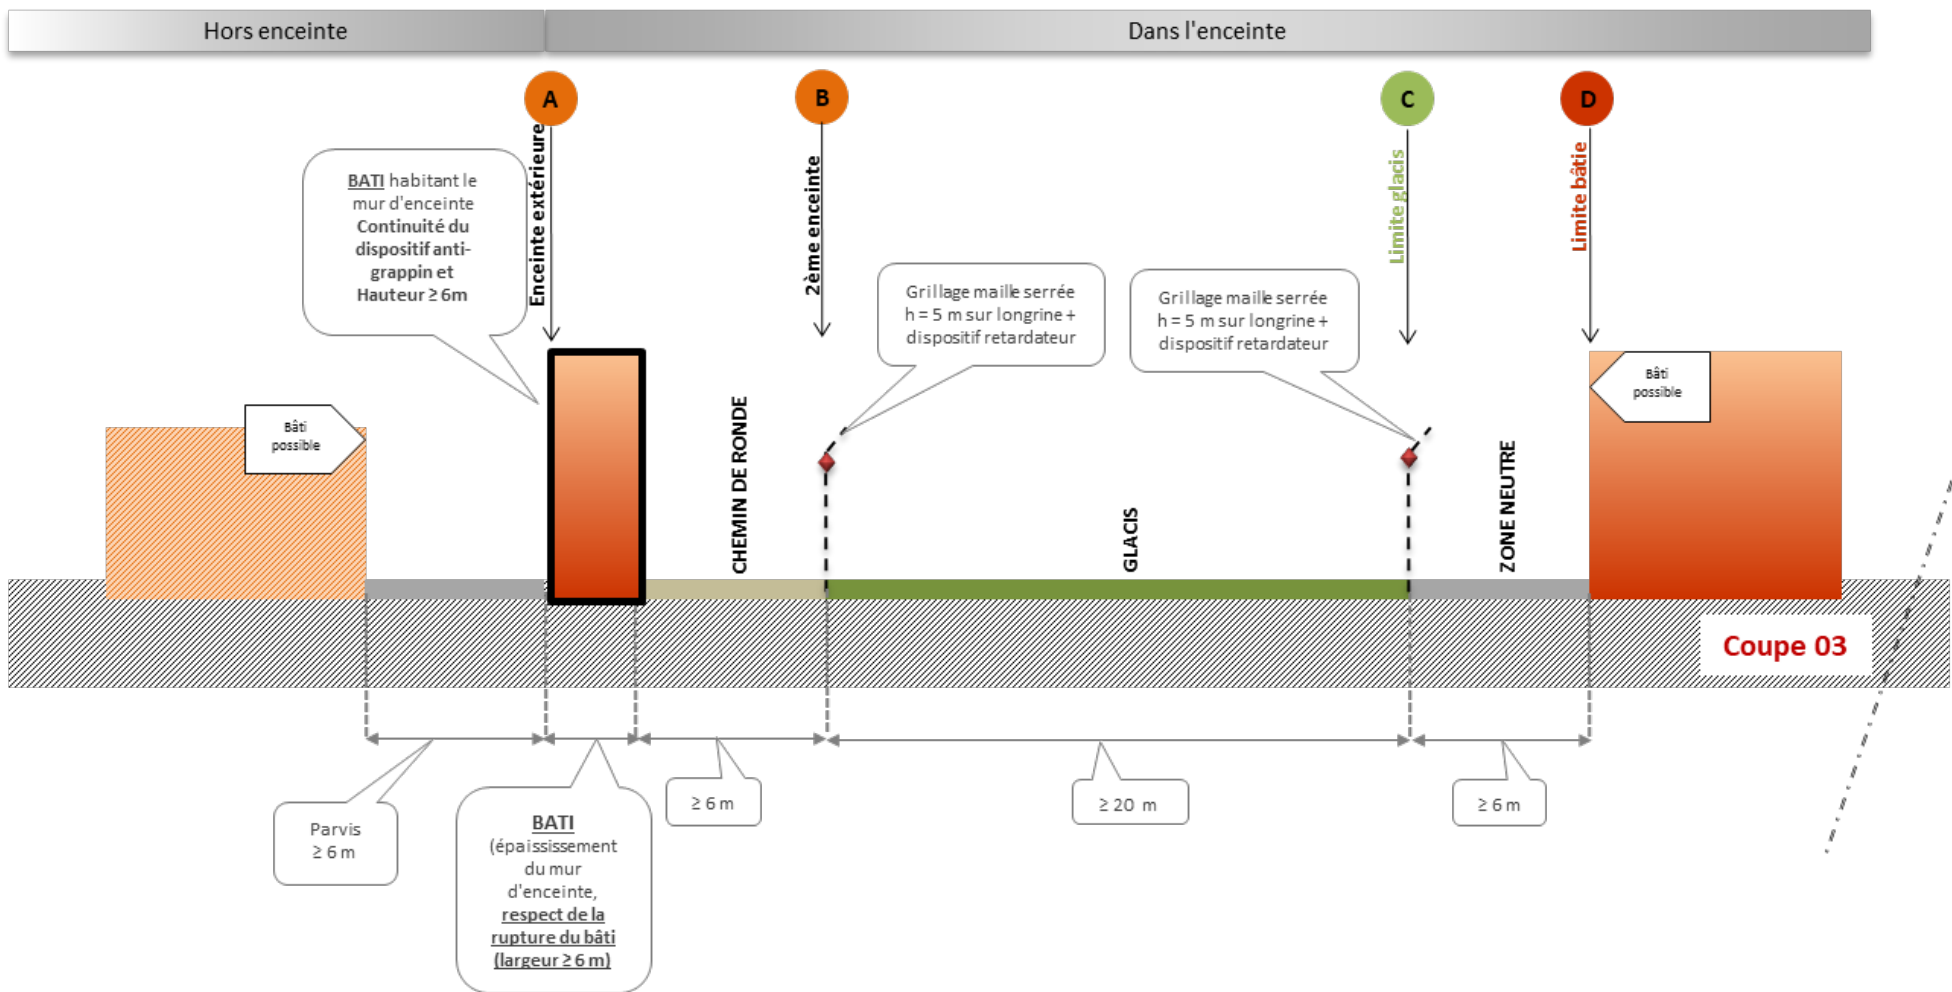 Hors enceinte
Dans l'enceinte
A
B
C
D
Enceinte extérieure
2ème enceinte
Limite glacis
Limite bâtie
BATI habitant le
mur d'enceinte
Continuité du
dispositif anti-
grappin et
Hauteur ≥ 6m
Grillage maille serrée
h = 5 m sur longrine +
dispositif retardateur
Grillage maille serrée
h = 5 m sur longrine +
dispositif retardateur
Bâti
possible
Bâti
possible
CHEMIN DE RONDE
GLACIS
ZONE NEUTRE
Coupe 03
Parvis
≥ 6 m
BATI
(épaississement
du mur
d'enceinte,
respect de la
rupture du bâti
(largeur ≥ 6 m)
≥ 6 m
≥ 20 m
≥ 6 m